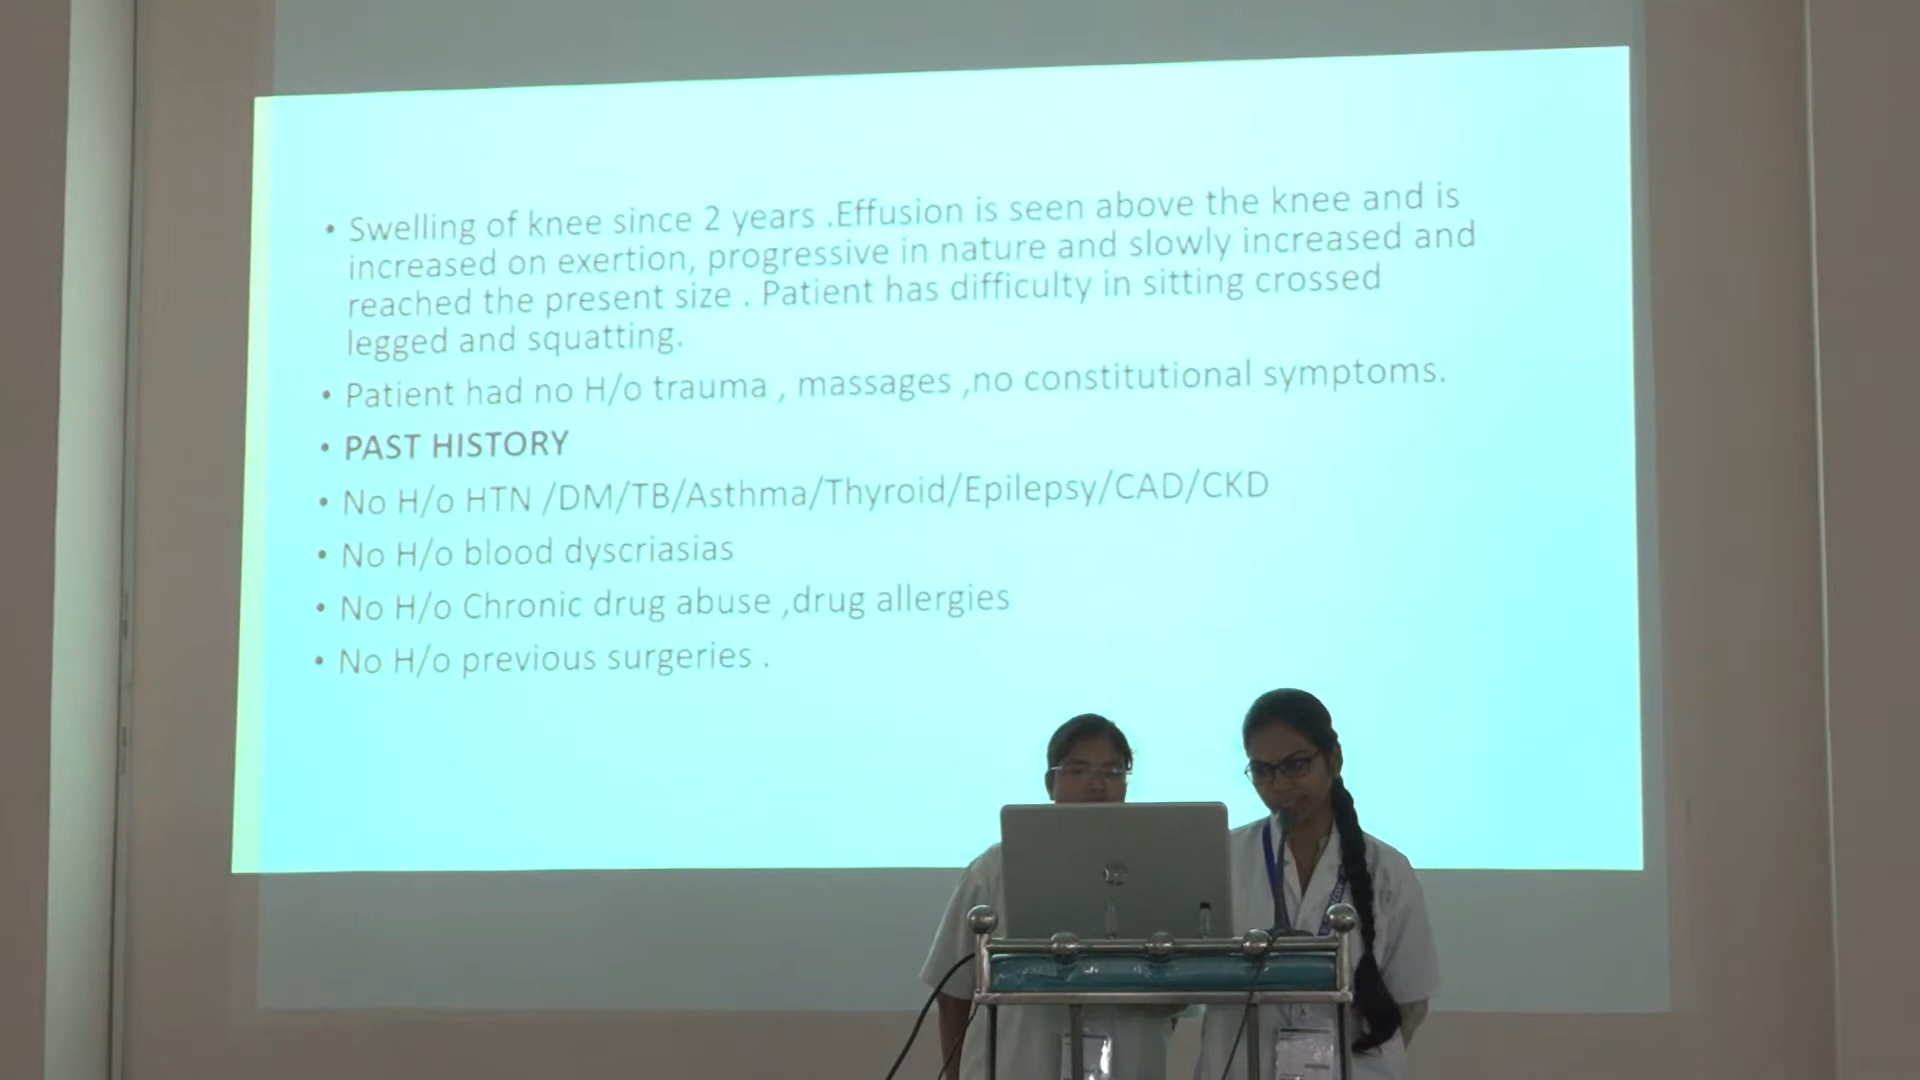 • Swelling of knee since 2 years .Effusion is seen above the knee and is
increased on exertion, progressive in nature and slowly increased and
reached the present size . Patient has difficulty in sitting crossed
legged and squatting.
• Patient had no H/o trauma , massages ,no constitutional symptoms.
• PAST HISTORY
• No H/o HTN /DM/TB/Asthma/Thyroid/Epilepsy/CAD/CKD
• No H/o blood dyscriasias
• No H/o Chronic drug abuse ,drug allergies
• No H/o previous surgeries .
hp